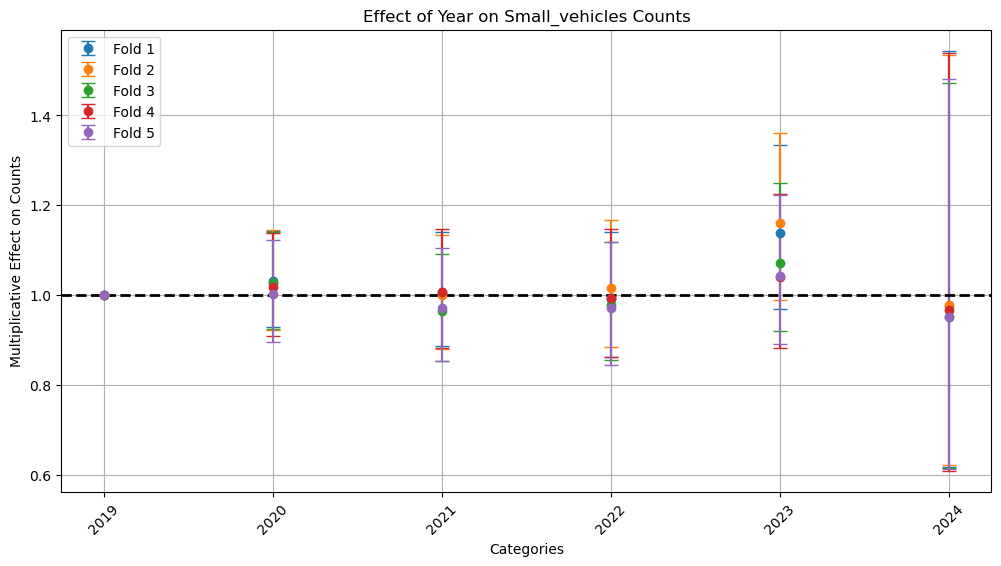 Effect of Year on Small_vehicles Counts
Fold 1
Fold 2
Fold 3
Fold 4
Fold 5
Multiplicative Effect on Counts
1.4
1.2
1.0
0.8
0.6
2019
2020
2021
2022
2023
2024
Categories